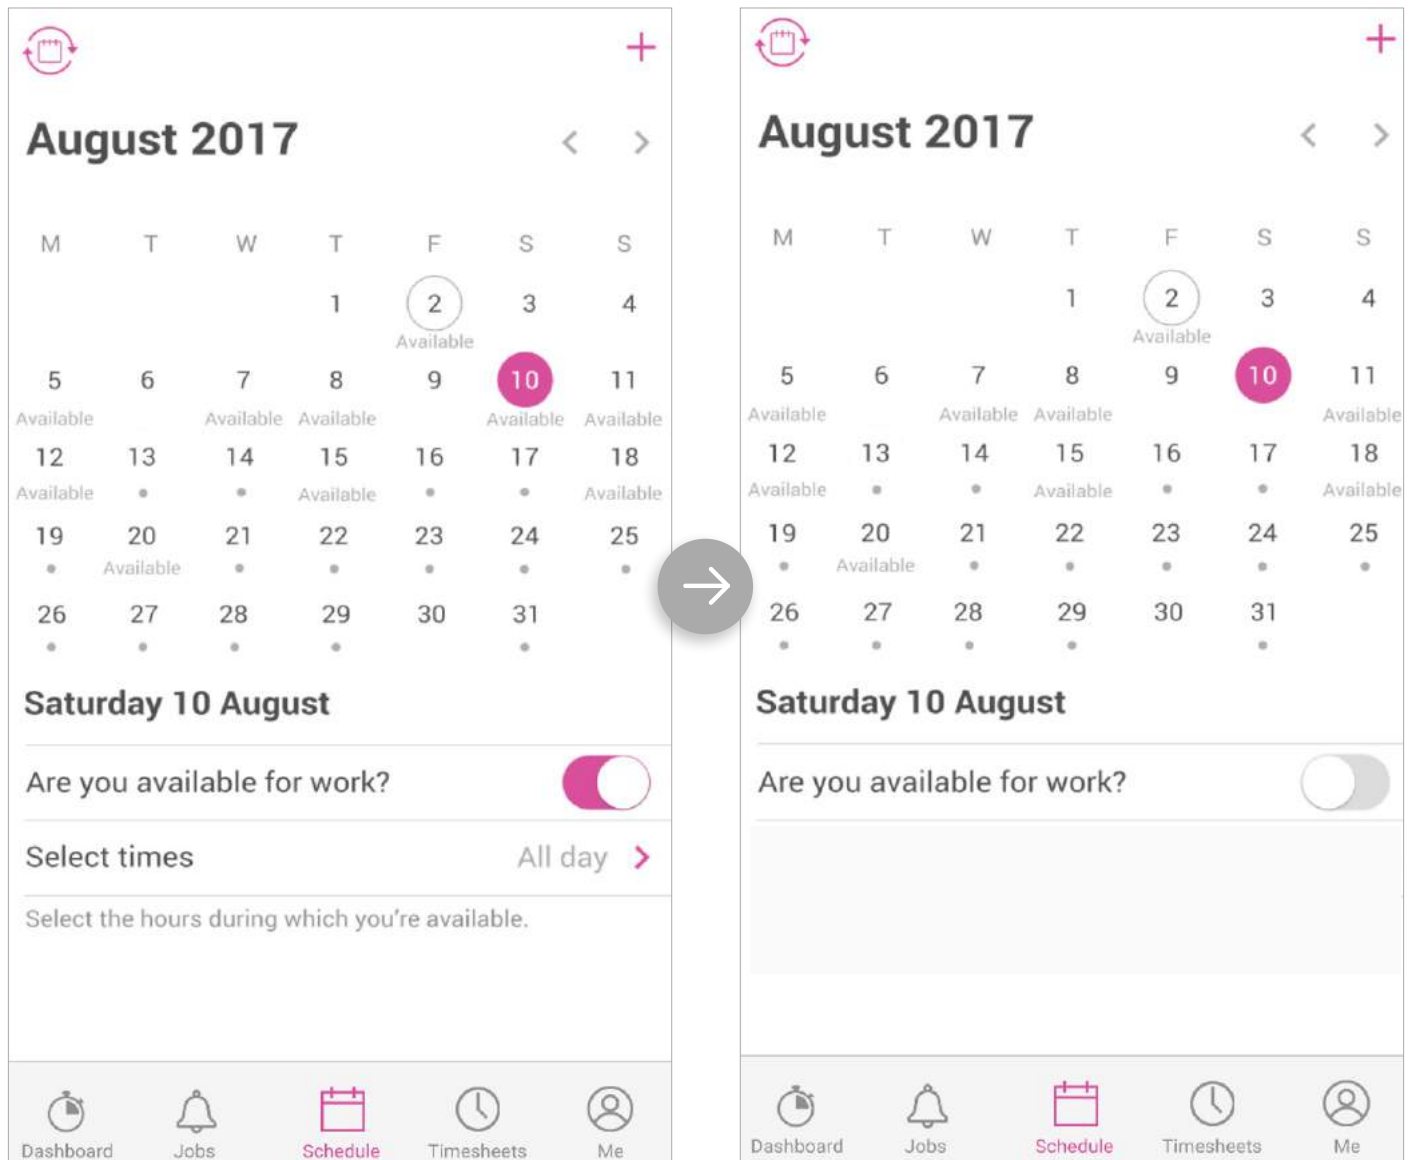 August 2017
M T W T F S S
1 2 3 4
Available
5 6 7 8 9 10 11
Available Available Available Available Available
12 13 14 15 16 17 18
Available Available Available
19 20 21 22 23 24 25
Available
26 27 28 29 30 31
Saturday 10 August
Are you available for work?
Select times All day
Select the hours during which you're available.
Dashboard Jobs Schedule Timesheets Me
August 2017
M T W T F S S
1 2 3 4
Available
5 6 7 8 9 10 11
Available Available Available Available
12 13 14 15 16 17 18
Available Available Available
19 20 21 22 23 24 25
Available
26 27 28 29 30 31
Saturday 10 August
Are you available for work?
Dashboard Jobs Schedule Timesheets Me